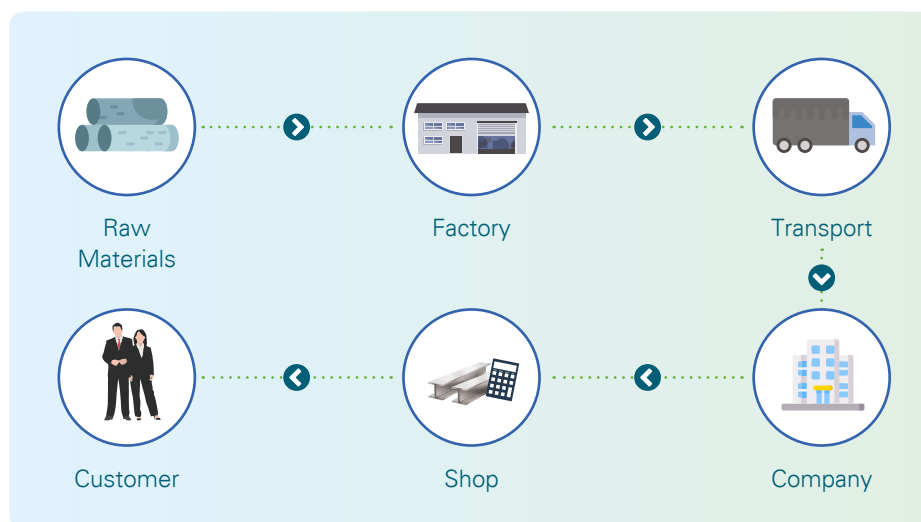 Raw
Materials
Factory
Transport
Customer
Shop
Company